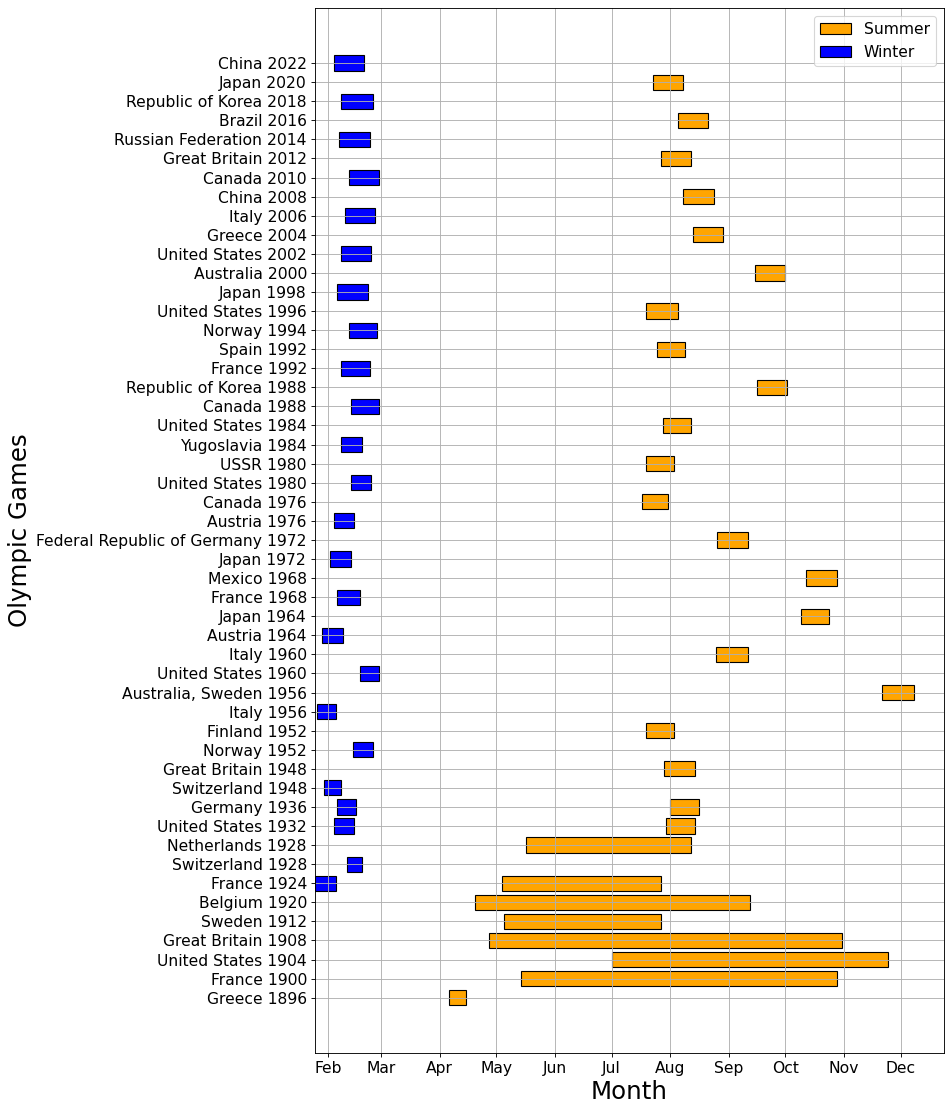 Summer
Winter
China 2022
Japan 2020
Republic of Korea 2018
Brazil 2016
Russian Federation 2014
Great Britain 2012
Canada 2010
China 2008
Italy 2006
Greece 2004
United States 2002
Australia 2000
Japan 1998
United States 1996
Norway 1994
Spain 1992
France 1992
Republic of Korea 1988
Canada 1988
United States 1984
Yugoslavia 1984
USSR 1980
United States 1980
Canada 1976
Austria 1976
Federal Republic of Germany 1972
Japan 1972
Mexico 1968
France 1968
Japan 1964
Austria 1964
Italy 1960
United States 1960
Australia, Sweden 1956
Italy 1956
Finland 1952
Norway 1952
Great Britain 1948
Switzerland 1948
Germany 1936
United States 1932
Netherlands 1928
Switzerland 1928
France 1924
Belgium 1920
Sweden 1912
Great Britain 1908
United States 1904
France 1900
Greece 1896
Olympic Games
Feb Mar Apr May Jun Jul Aug Sep Oct Nov Dec
Month